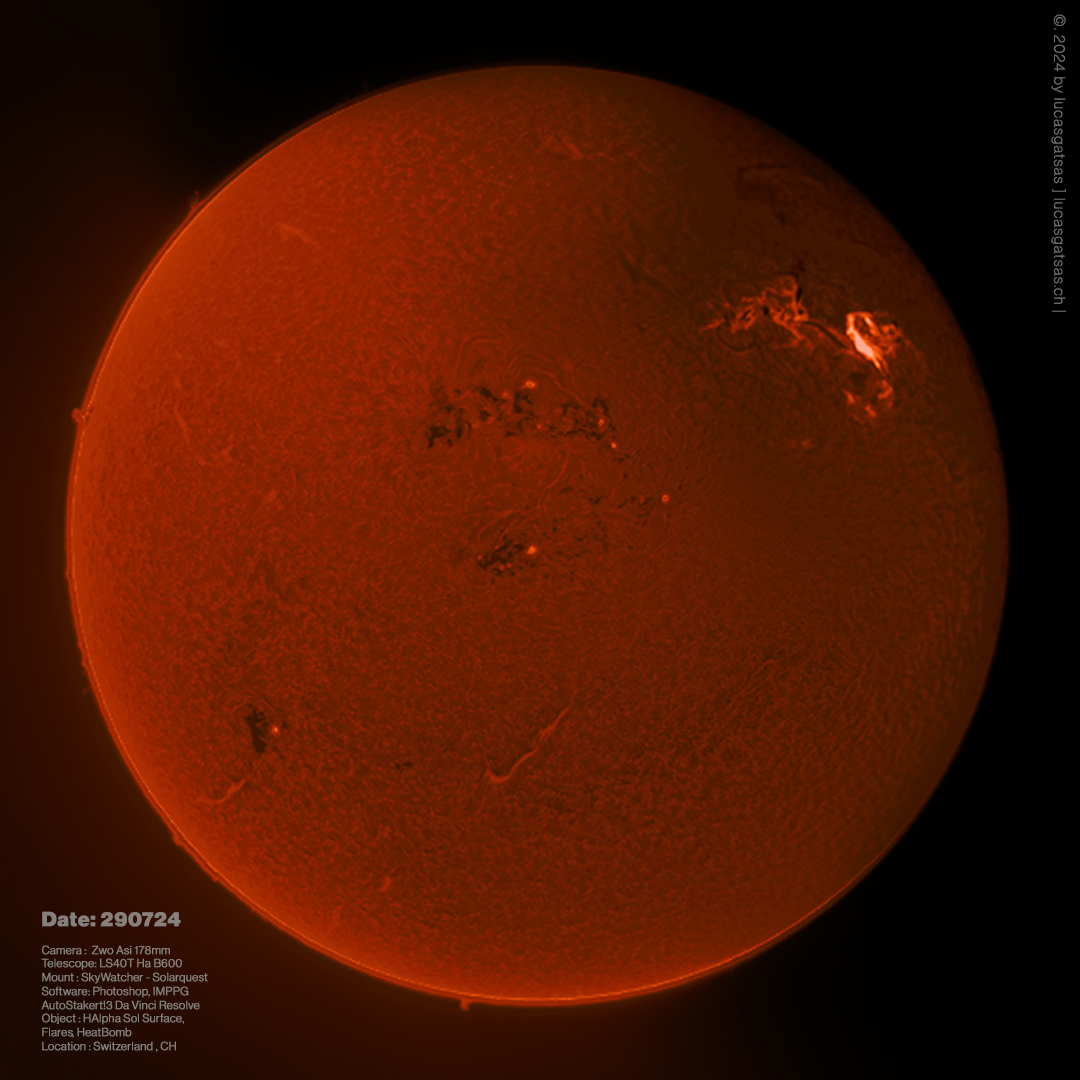 ©. 2024 by lucasgatsas ] lucasgatsas.ch |
Date: 290724
Camera : Zwo Asi 178mm
Telescope: LS40T Ha B600
Mount : SkyWatcher - Solarquest
Software: Photoshop, IMPPG
AutoStakert!3 Da Vinci Resolve
Object : HAlpha Sol Surface,
Flares, HeatBomb
Location : Switzerland , CH